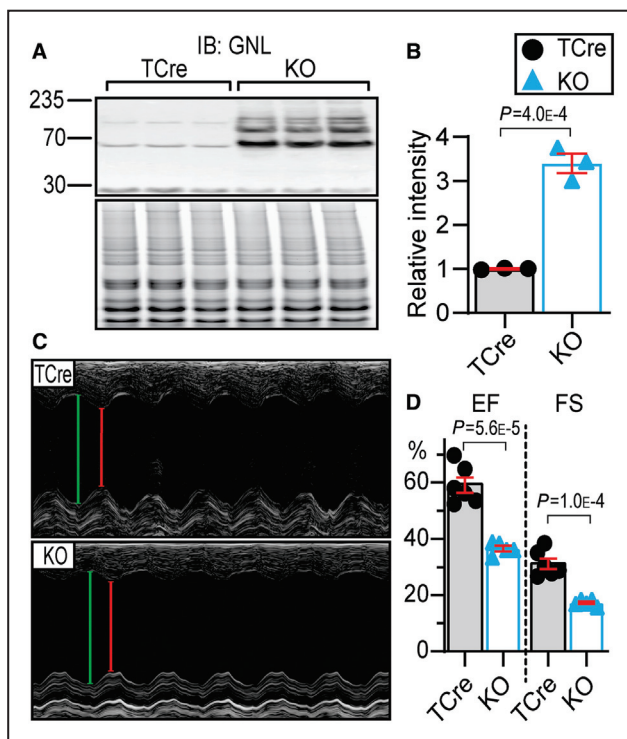 A
IB: GNL
TCre
KO
235
70
30
B
TCre
KO
P=4.0E-4
Relative intensity
4
3
2
1
0
TCre
KO
C
TCre
KO
D
EF
FS
%
P=5.6E-5
P=1.0E-4
60
40
20
0
TCre
KO
TCre
KO